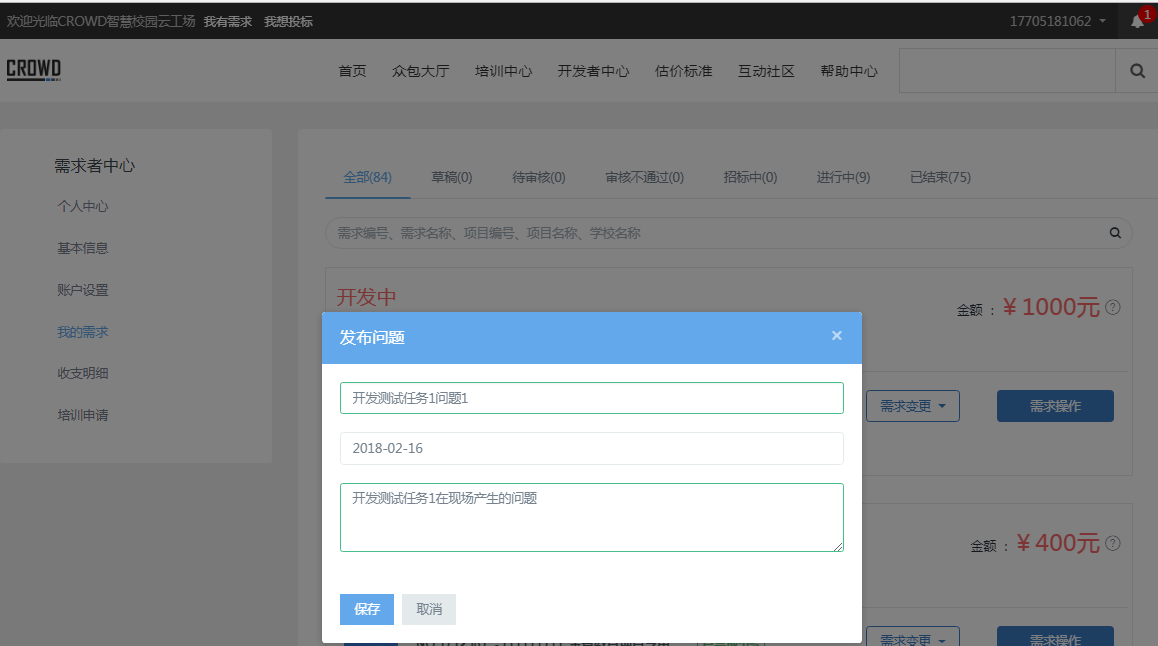 欢迎光临CROWD智慧校园云工场 我有需求 我想投标
17705181062
1
CROWD
首页 众包大厅 培训中心 开发者中心 估价标准 互动社区 帮助中心
需求者中心
个人中心
基本信息
账户设置
我的需求
收支明细
培训申请
全部(84) 草稿(0) 待审核(0) 审核不通过(0) 招标中(0) 进行中(9) 已结束(75)
需求编号、需求名称、项目编号、项目名称、学校名称
开发中
金额 : ¥ 1000元 ?
需求变更 需求操作
发布问题 ×
开发测试任务1问题1
2018-02-16
开发测试任务1在现场产生的问题
保存 取消
金额 : ¥ 400元 ?
需求变更 需求操作